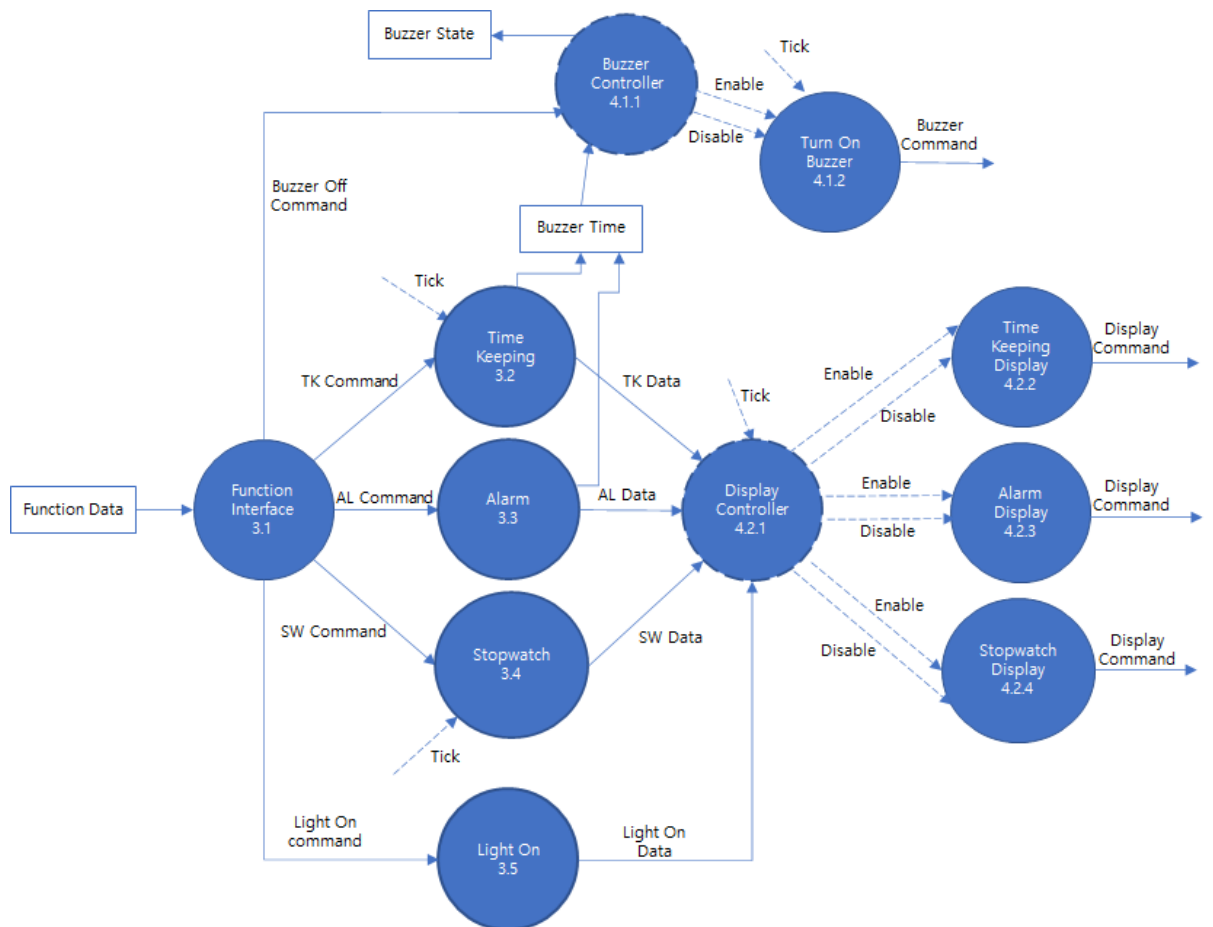 Buzzer State
Buzzer
Controller
4.1.1
Tick
Enable
Disable
Turn On
Buzzer
4.1.2
Buzzer
Command
Buzzer Off
Command
Buzzer Time
Tick
Time
Keeping
3.2
TK Command
TK Data
Tick
Enable
Disable
Time
Keeping
Display
4.2.2
Display
Command
Function Data
Function
Interface
3.1
AL Command
Alarm
3.3
AL Data
Display
Controller
4.2.1
Enable
Disable
Alarm
Display
4.2.3
Display
Command
SW Command
Stopwatch
3.4
SW Data
Tick
Enable
Disable
Stopwatch
Display
4.2.4
Display
Command
Light On
command
Light On
3.5
Light On
Data